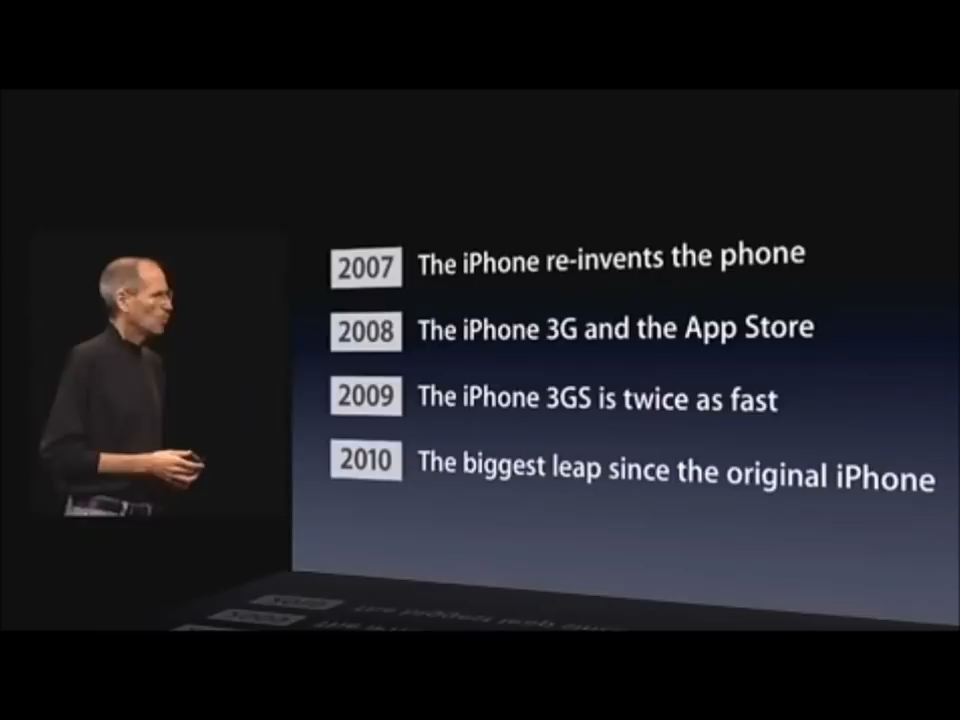 2007 The iPhone re-invents the phone
2008 The iPhone 3G and the App Store
2009 The iPhone 3GS is twice as fast
2010 The biggest leap since the original iPhone